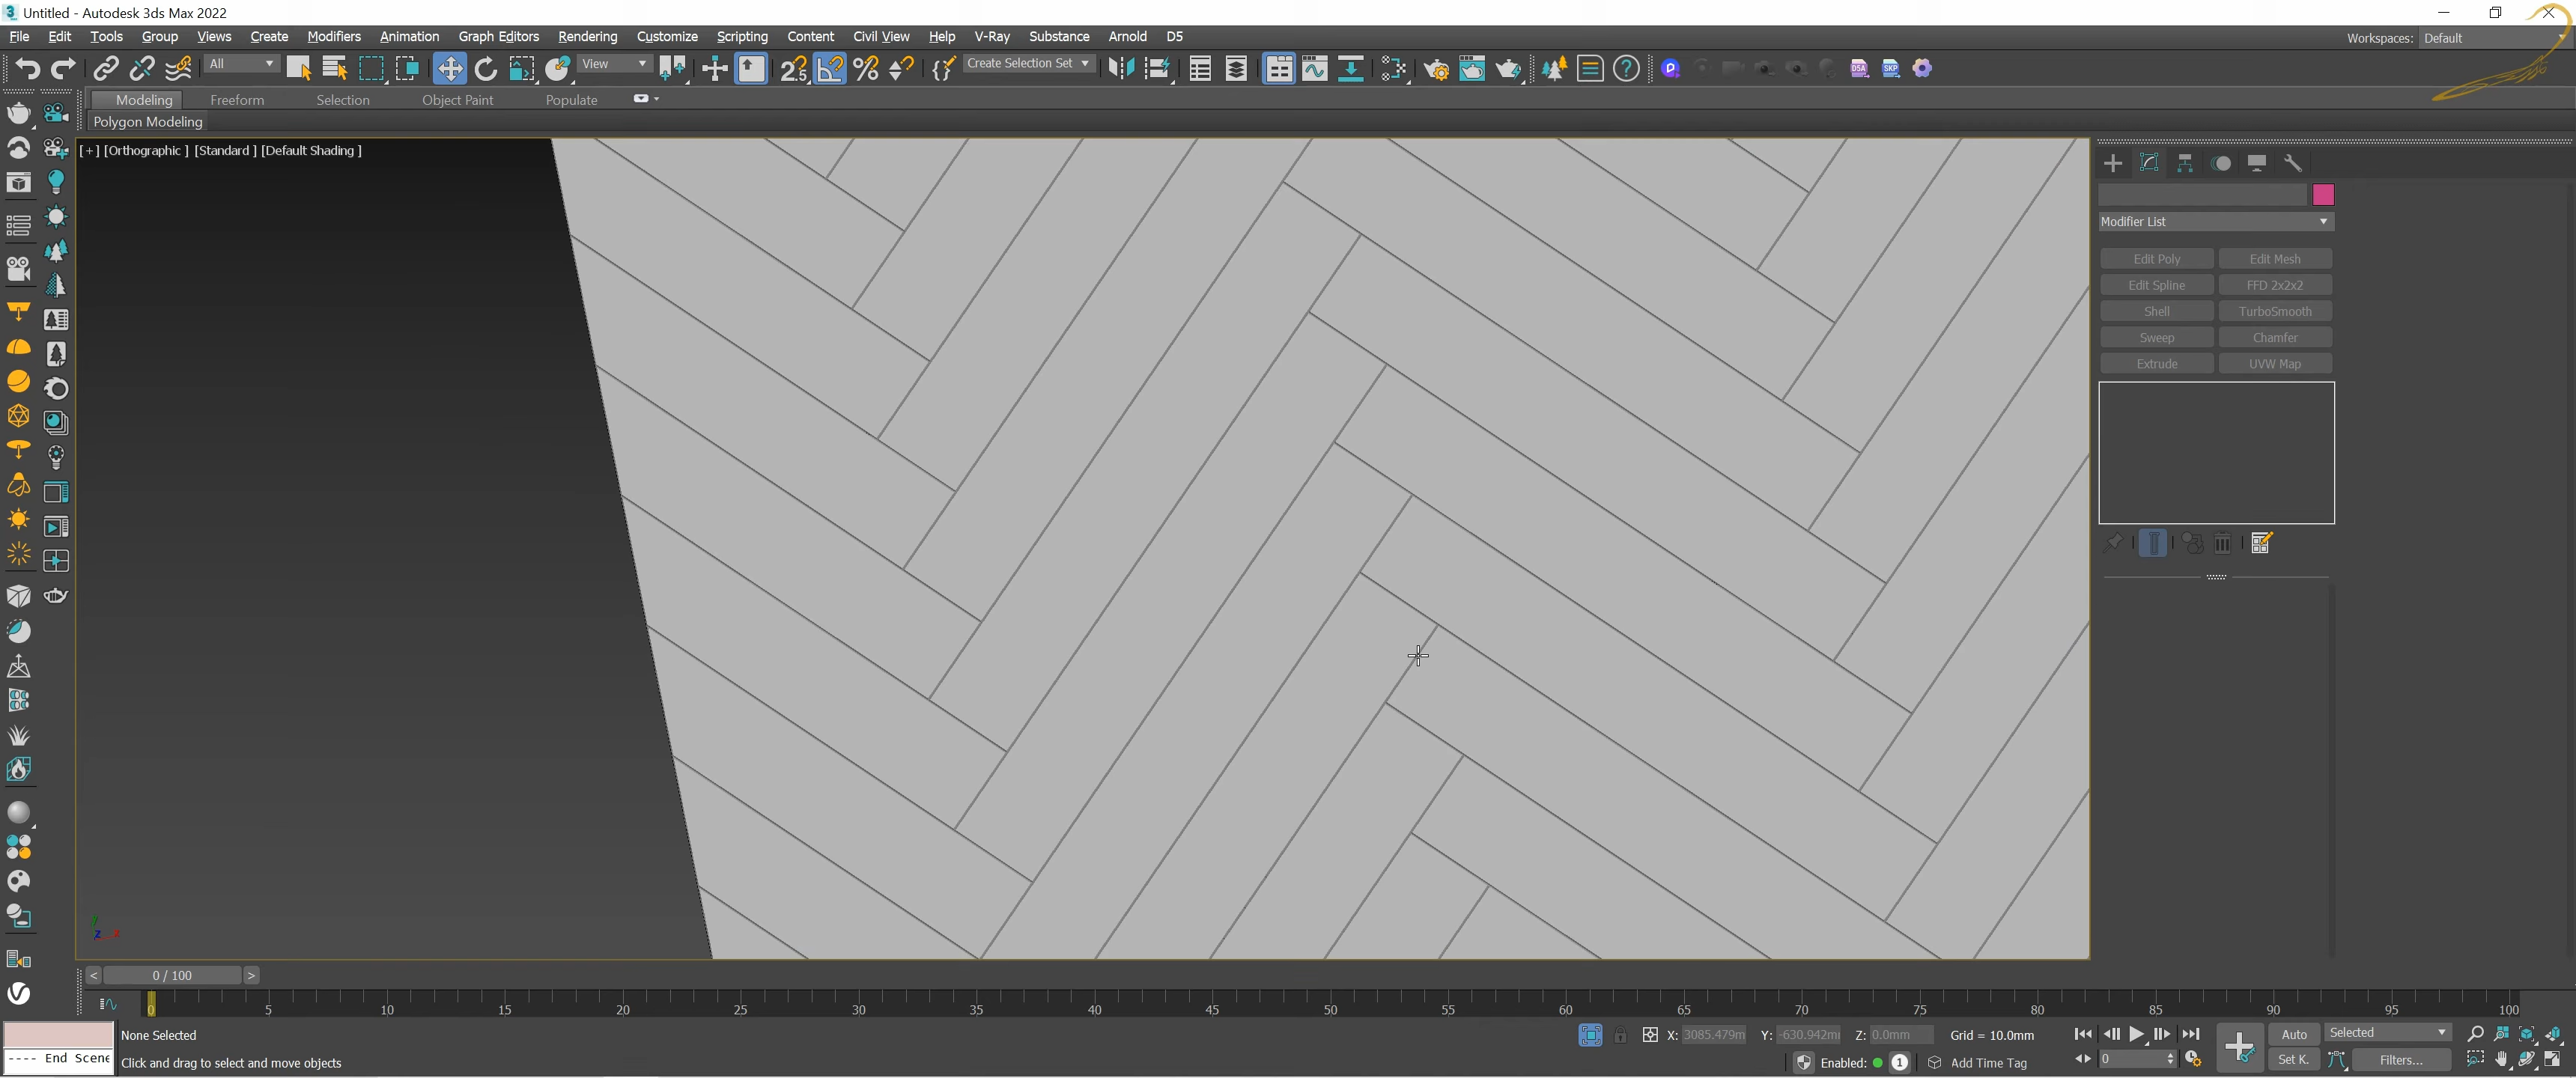 Untitled - Autodesk 3ds Max 2022
File Edit Tools Group Views Create Modifiers Animation Graph Editors Rendering Customize Scripting Content Civil View Help V-Ray Substance Arnold D5
Workspaces: Default
All View Create Selection Set
Modeling Freeform Selection Object Paint Populate
Polygon Modeling
[+] [Orthographic ] [Standard ] [Default Shading ]
Modifier List
Edit Poly Edit Mesh
Edit Spline FFD 2x2x2
Shell TurboSmooth
Sweep Chamfer
Extrude UVW Map
z x
< 0 / 100 >
0 5 10 15 20 25 30 35 40 45 50 55 60 65 70 75 80 85 90 95 100
None Selected
X: 3085.479m Y: -630.942m Z: 0.0mm Grid = 10.0mm
Auto Selected
---- End Scene
Click and drag to select and move objects
Enabled: 1 Add Time Tag
0
Set K. Filters...